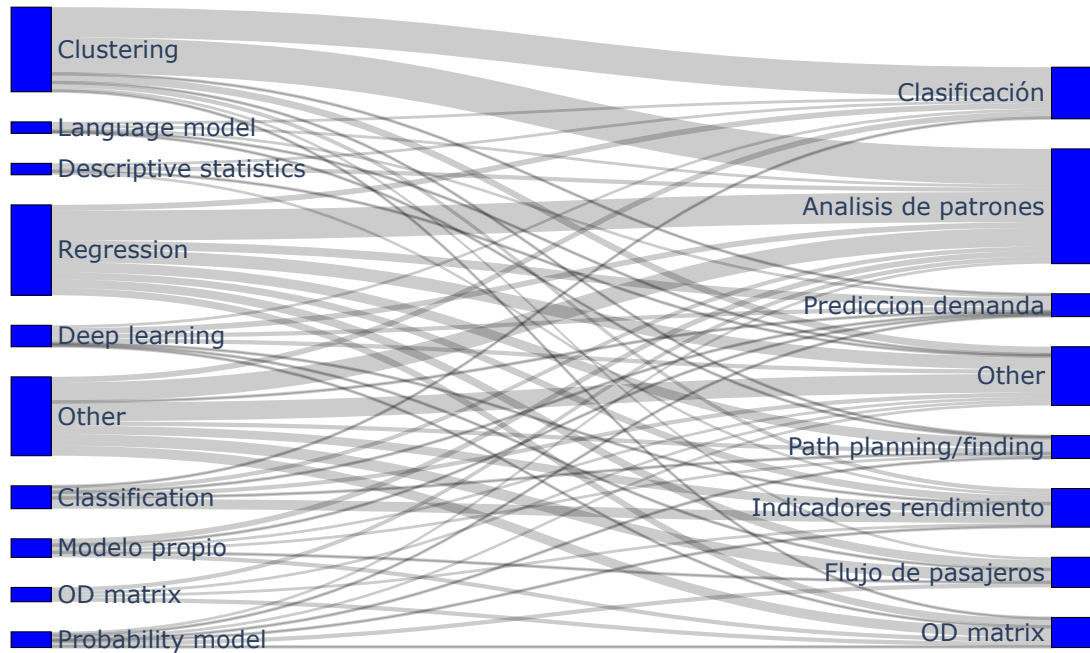 Clustering
Language model
Descriptive statistics
Regression
Deep learning
Other
Classification
Modelo propio
OD matrix
Probability model
Clasificación
Analisis de patrones
Prediccion demanda
Other
Path planning/finding
Indicadores rendimiento
Flujo de pasajeros
OD matrix